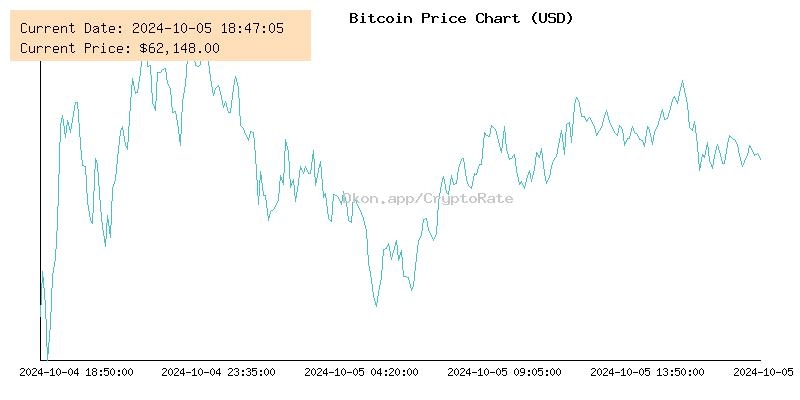 Bitcoin Price Chart (USD)
Current Date: 2024-10-05 18:47:05
Current Price: $62,148.00
Dkon.app/CryptoRate
2024-10-04 18:50:00
2024-10-04 23:35:00
2024-10-05 04:20:00
2024-10-05 09:05:00
2024-10-05 13:50:00
2024-10-05